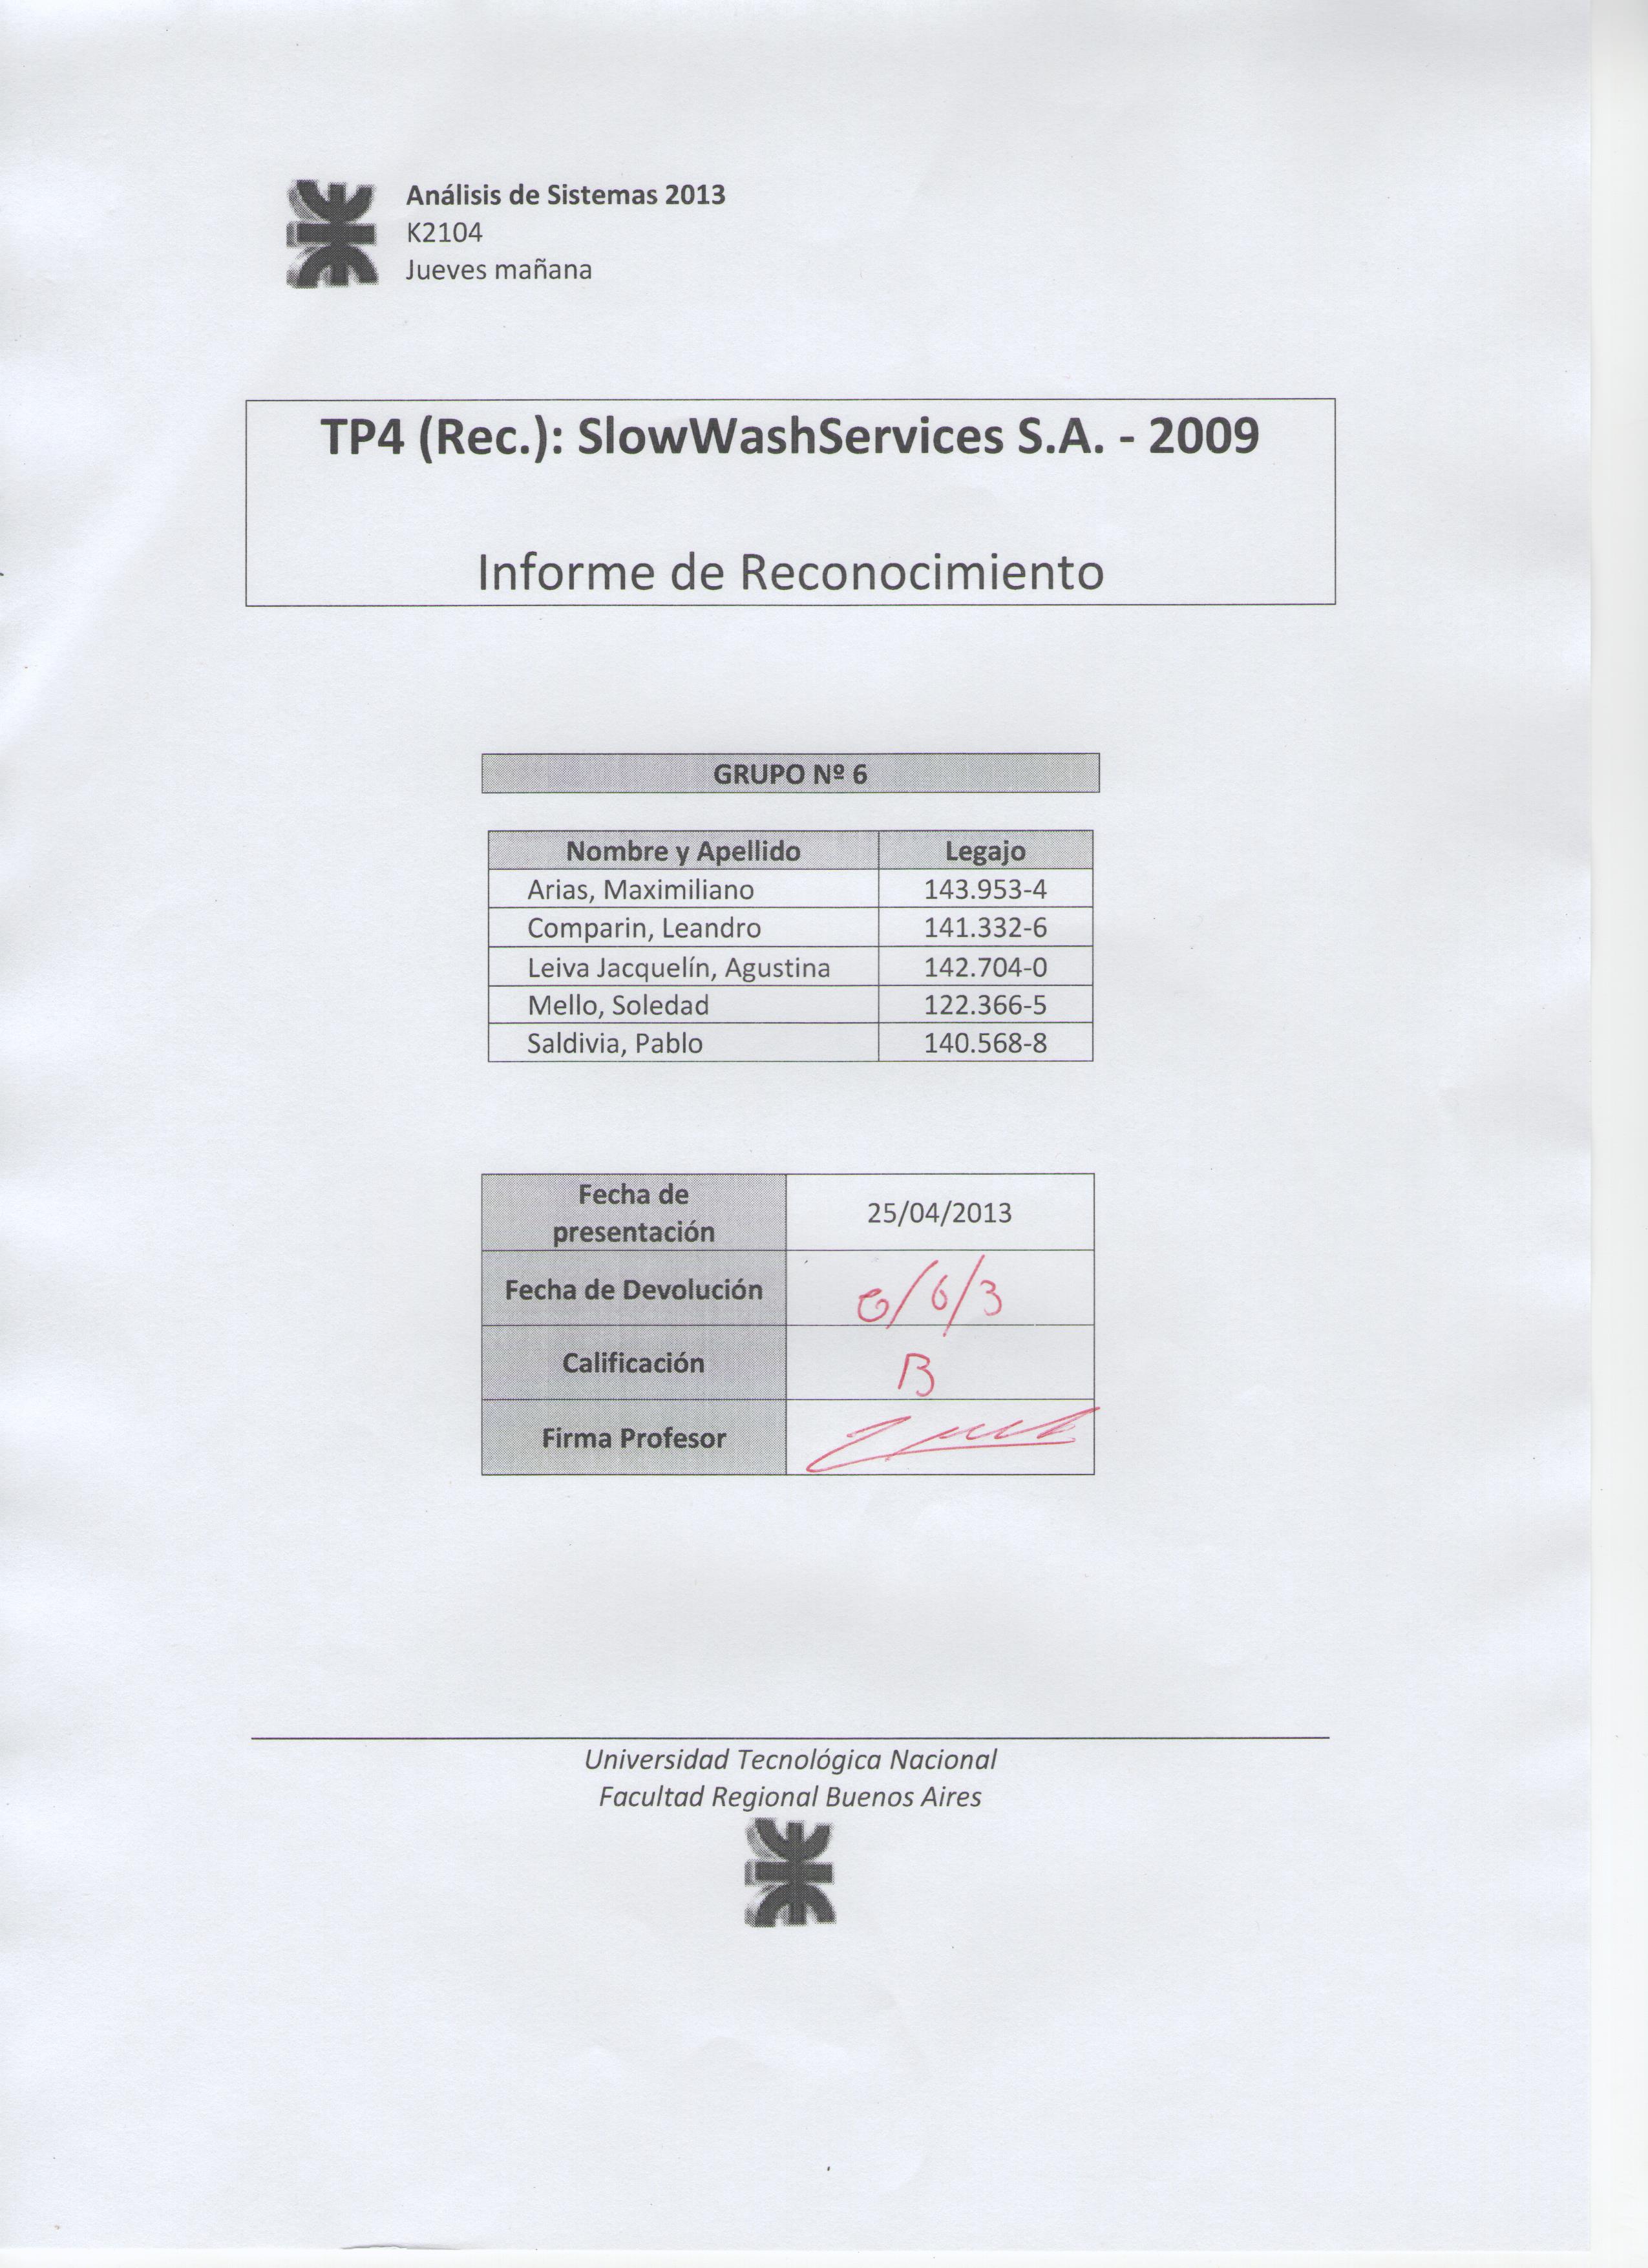 Análisis de Sistemas 2013
K2104
Jueves mañana
TP4 (Rec.): SlowWashServices S.A. - 2009
Informe de Reconocimiento
GRUPO Nº 6
Nombre y Apellido Legajo
Arias, Maximiliano 143.953-4
Comparin, Leandro 141.332-6
Leiva Jacquelín, Agustina 142.704-0
Mello, Soledad 122.366-5
Saldivia, Pablo 140.568-8
Fecha de
presentación 25/04/2013
Fecha de Devolución /6/3
Calificación B
Firma Profesor
Universidad Tecnológica Nacional
Facultad Regional Buenos Aires